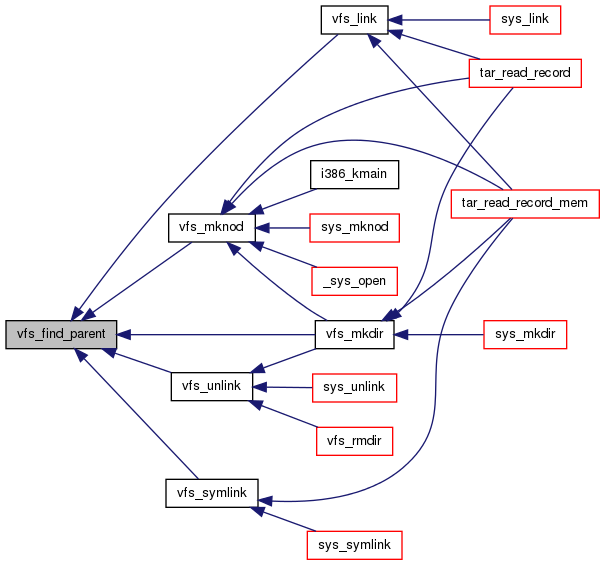 vfs_link
sys_link
tar_read_record
i386_kmain
tar_read_record_mem
vfs_mknod
sys_mknod
_sys_open
vfs_find_parent
vfs_mkdir
sys_mkdir
vfs_unlink
sys_unlink
vfs_rmdir
vfs_symlink
sys_symlink